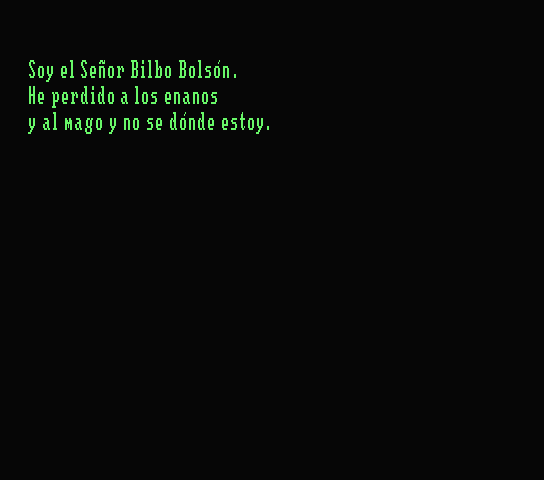 Soy el Señor Bilbo Bolsón.
He perdido a los enanos
y al mago y no se dónde estoy.